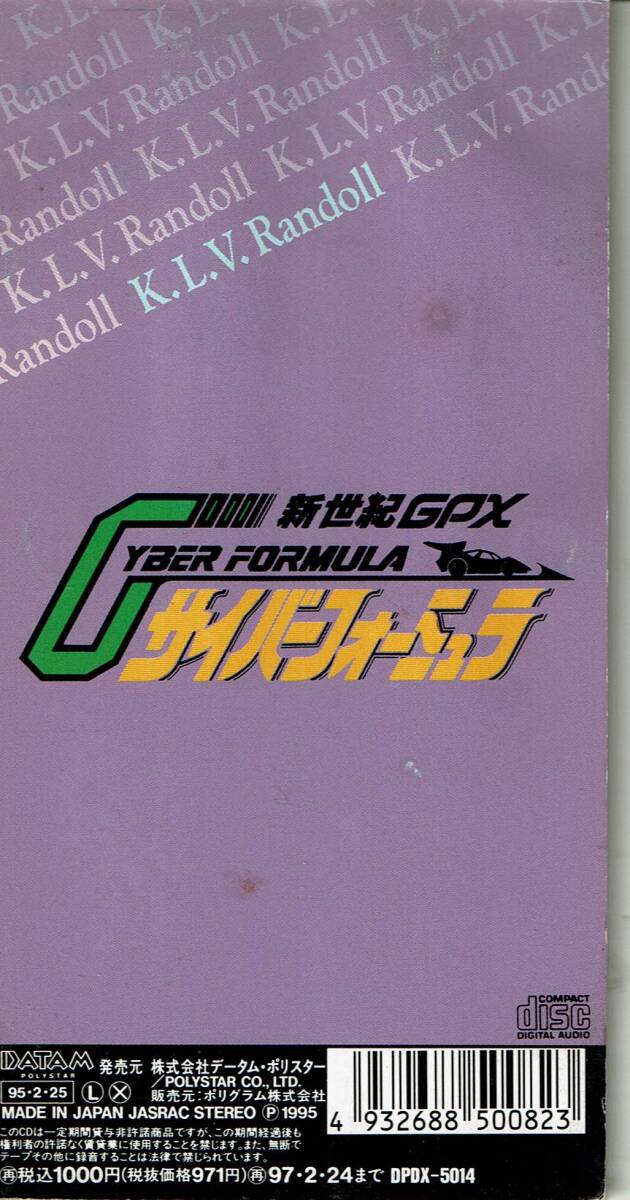 K.L.V. Randoll K.L.V. Randoll
Randoll K.L.V. Randoll K.L.V.
K.L.V. Randoll K.L.V. Rando
Randoll K.L.V. Randoll K.L.V. Rando
K.L.V. Randoll
Randoll K.L.V. Randoll
新世紀GPX
CYBER FORMULA
サイバーフォーミュラ
COMPACT
disc
DIGITAL AUDIO
DATAM
POLYSTAR
発売元 株式会社データム・ポリスター
/POLYSTAR CO., LTD.
95・2・25 L X 販売元:ポリグラム株式会社
MADE IN JAPAN JASRAC STEREO Ⓟ 1995
このCDは一定期間貸与非許諾商品ですが、この期間経過後も
権利者の許諾なく賃貸業に使用することを禁じます。また、無断で
テープその他に録音することは法律で禁じられています。
4 932688 500823
再税込1000円(税抜価格971円)再97・2・24まで DPDX-5014